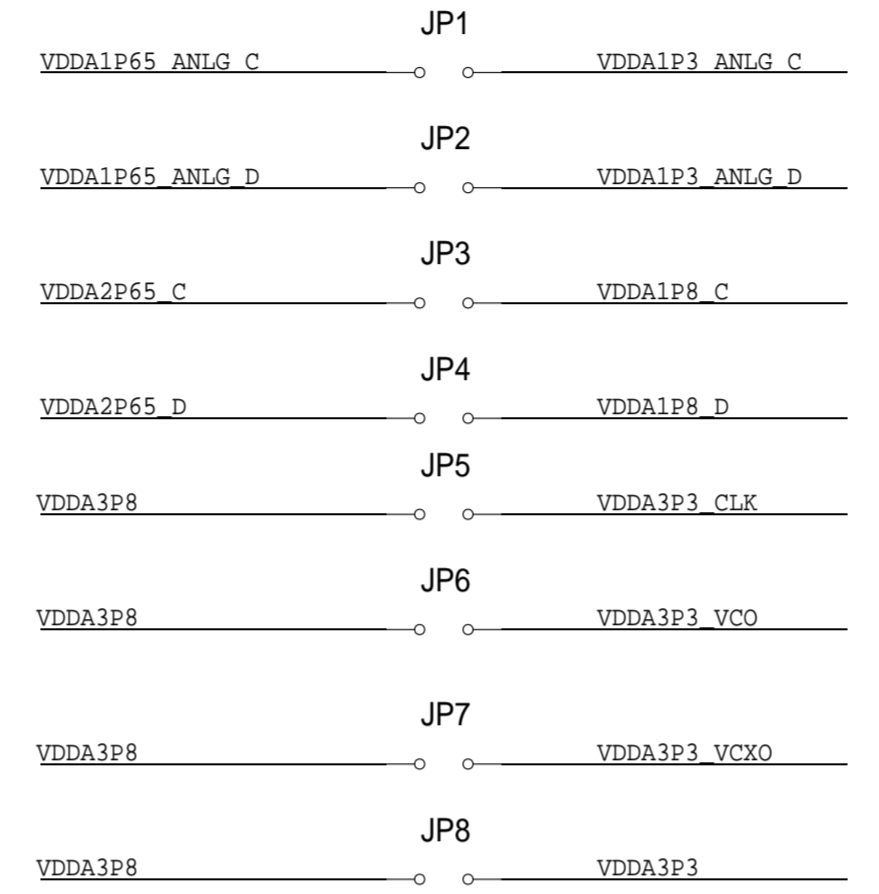 JP1
VDDA1P65_ANLG_C VDDA1P3_ANLG_C
JP2
VDDA1P65_ANLG_D VDDA1P3_ANLG_D
JP3
VDDA2P65_C VDDA1P8_C
JP4
VDDA2P65_D VDDA1P8_D
JP5
VDDA3P8 VDDA3P3_CLK
JP6
VDDA3P8 VDDA3P3_VCO
JP7
VDDA3P8 VDDA3P3_VCXO
JP8
VDDA3P8 VDDA3P3